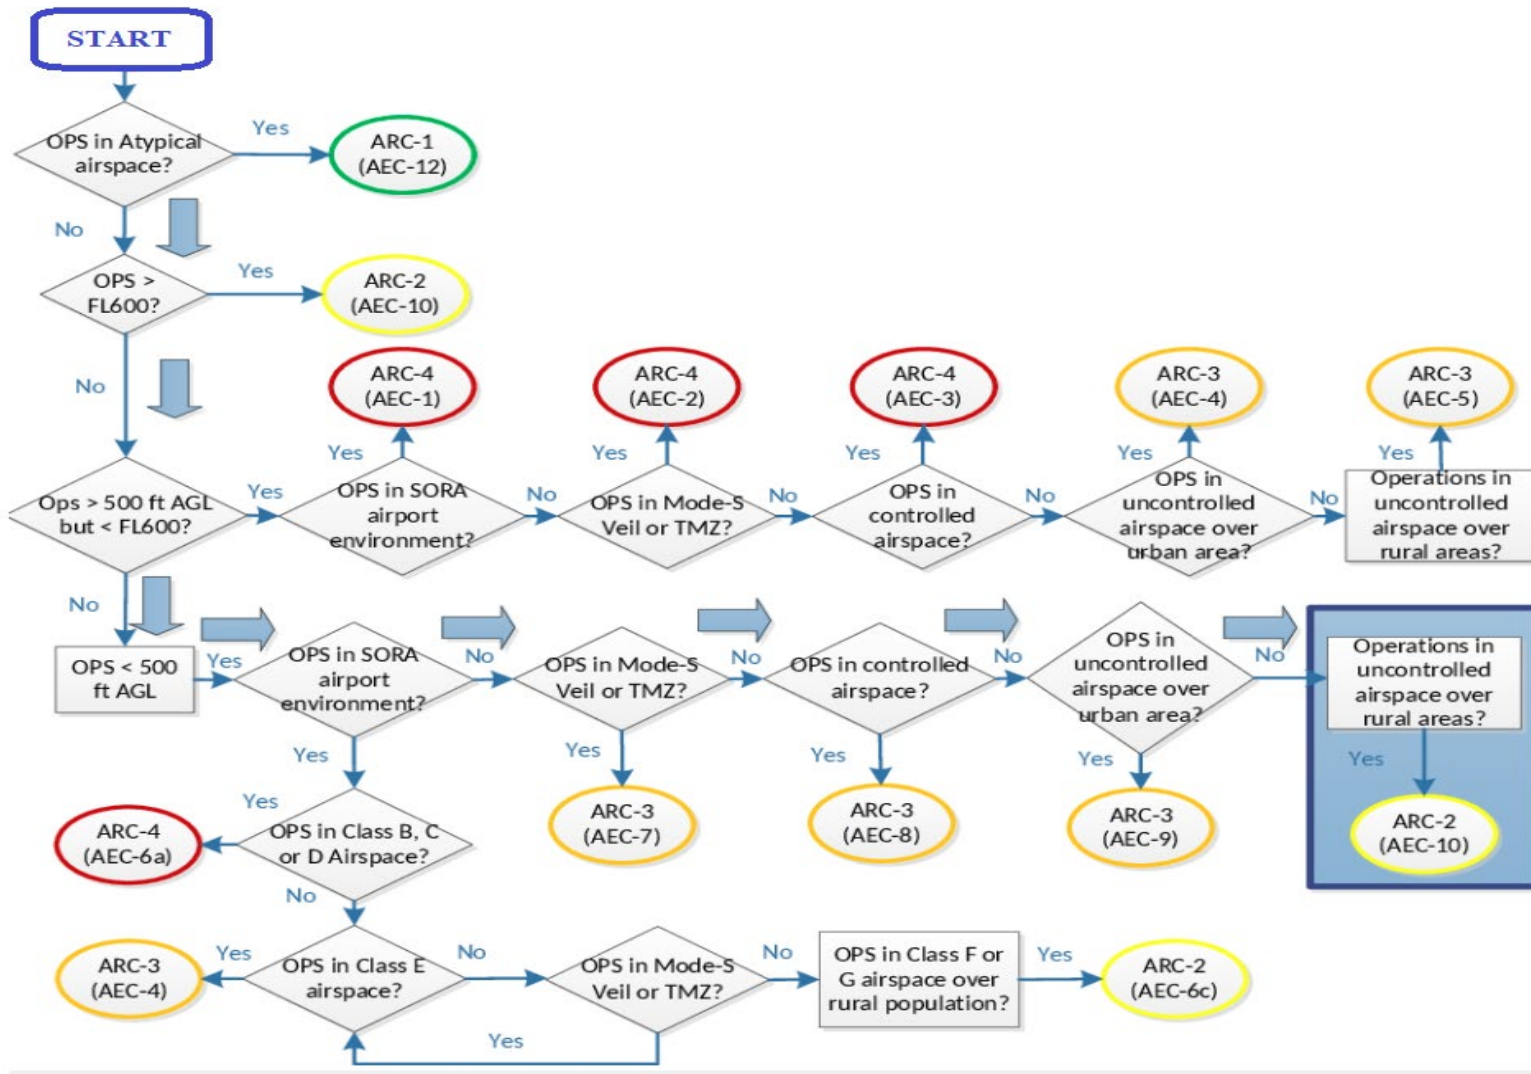 START
OPS in Atypical
airspace?
Yes
ARC-1
(AEC-12)
No
OPS >
FL600?
Yes
ARC-2
(AEC-10)
No
ARC-4
(AEC-1)
ARC-4
(AEC-2)
ARC-4
(AEC-3)
ARC-3
(AEC-4)
ARC-3
(AEC-5)
Yes
Yes
Yes
Yes
Yes
Ops > 500 ft AGL
but < FL600?
Yes
OPS in SORA
airport
environment?
No
OPS in Mode-S
Veil or TMZ?
No
OPS in
controlled
airspace?
No
OPS in
uncontrolled
airspace over
urban area?
No
Operations in
uncontrolled
airspace over
rural areas?
No
OPS < 500
ft AGL
Yes
OPS in SORA
airport
environment?
No
OPS in Mode-S
Veil or TMZ?
No
OPS in controlled
airspace?
No
OPS in
uncontrolled
airspace over
urban area?
No
Operations in
uncontrolled
airspace over
rural areas?
Yes
Yes
Yes
Yes
Yes
ARC-3
(AEC-7)
ARC-3
(AEC-8)
ARC-3
(AEC-9)
ARC-2
(AEC-10)
Yes
ARC-4
(AEC-6a)
OPS in Class B, C
or D Airspace?
No
ARC-3
(AEC-4)
Yes
OPS in Class E
airspace?
No
OPS in Mode-S
Veil or TMZ?
No
OPS in Class F or
G airspace over
rural population?
Yes
ARC-2
(AEC-6c)
Yes